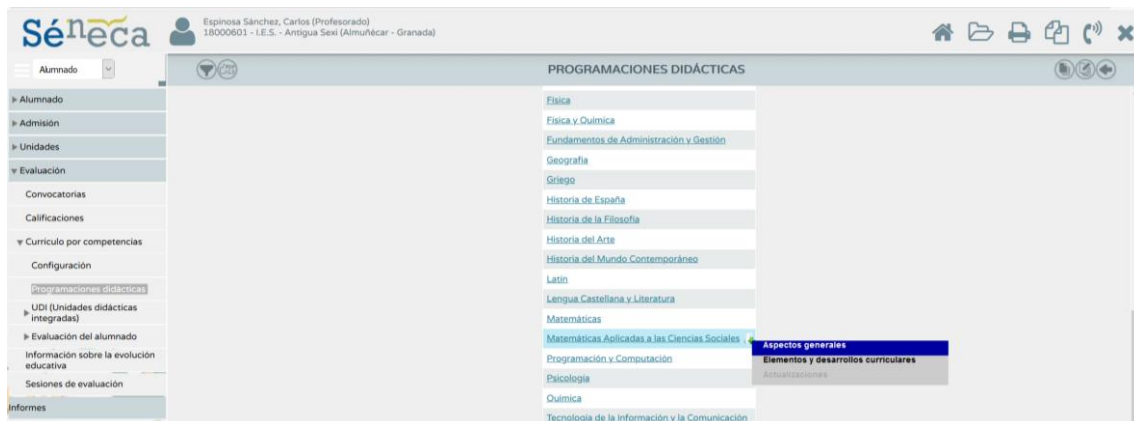 Séneca
Espinosa Sánchez, Carlos (Profesorado)
18000601 - I.E.S. - Antigua Sexi (Almuñécar - Granada)
Alumnado
PROGRAMACIONES DIDÁCTICAS
Alumnado
Admisión
Unidades
Evaluación
Convocatorias
Calificaciones
Currículo por competencias
Configuración
Programaciones didácticas
UDI (Unidades didácticas
integradas)
Evaluación del alumnado
Información sobre la evolución
educativa
Sesiones de evaluación
Informes
Física
Física y Química
Fundamentos de Administración y Gestión
Geografía
Griego
Historia de España
Historia de la Filosofía
Historia del Arte
Historia del Mundo Contemporáneo
Latín
Lengua Castellana y Literatura
Matemáticas
Matemáticas Aplicadas a las Ciencias Sociales
Programación y Computación
Psicología
Química
Tecnología de la Información y la Comunicación
Aspectos generales
Elementos y desarrollos curriculares
Actualizaciones